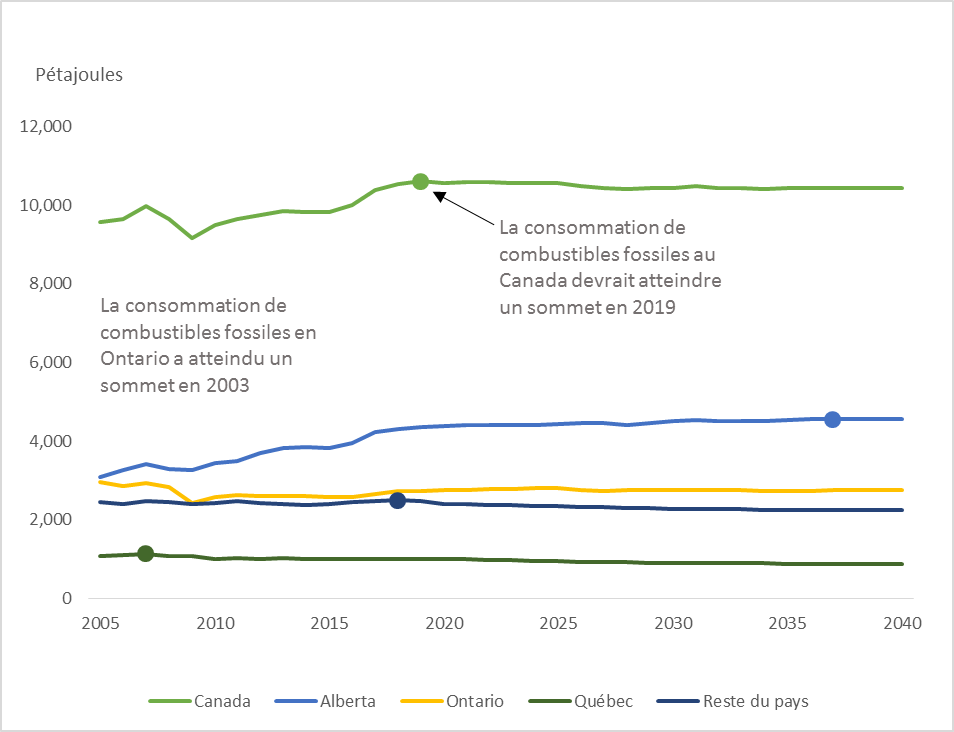 Pétajoules
12,000
10,000
8,000
6,000
4,000
2,000
0
La consommation de
combustibles fossiles au
Canada devrait atteindre
un sommet en 2019
La consommation de
combustibles fossiles en
Ontario a atteindu un
sommet en 2003
2005 2010 2015 2020 2025 2030 2035 2040
Canada Alberta Ontario Québec Reste du pays